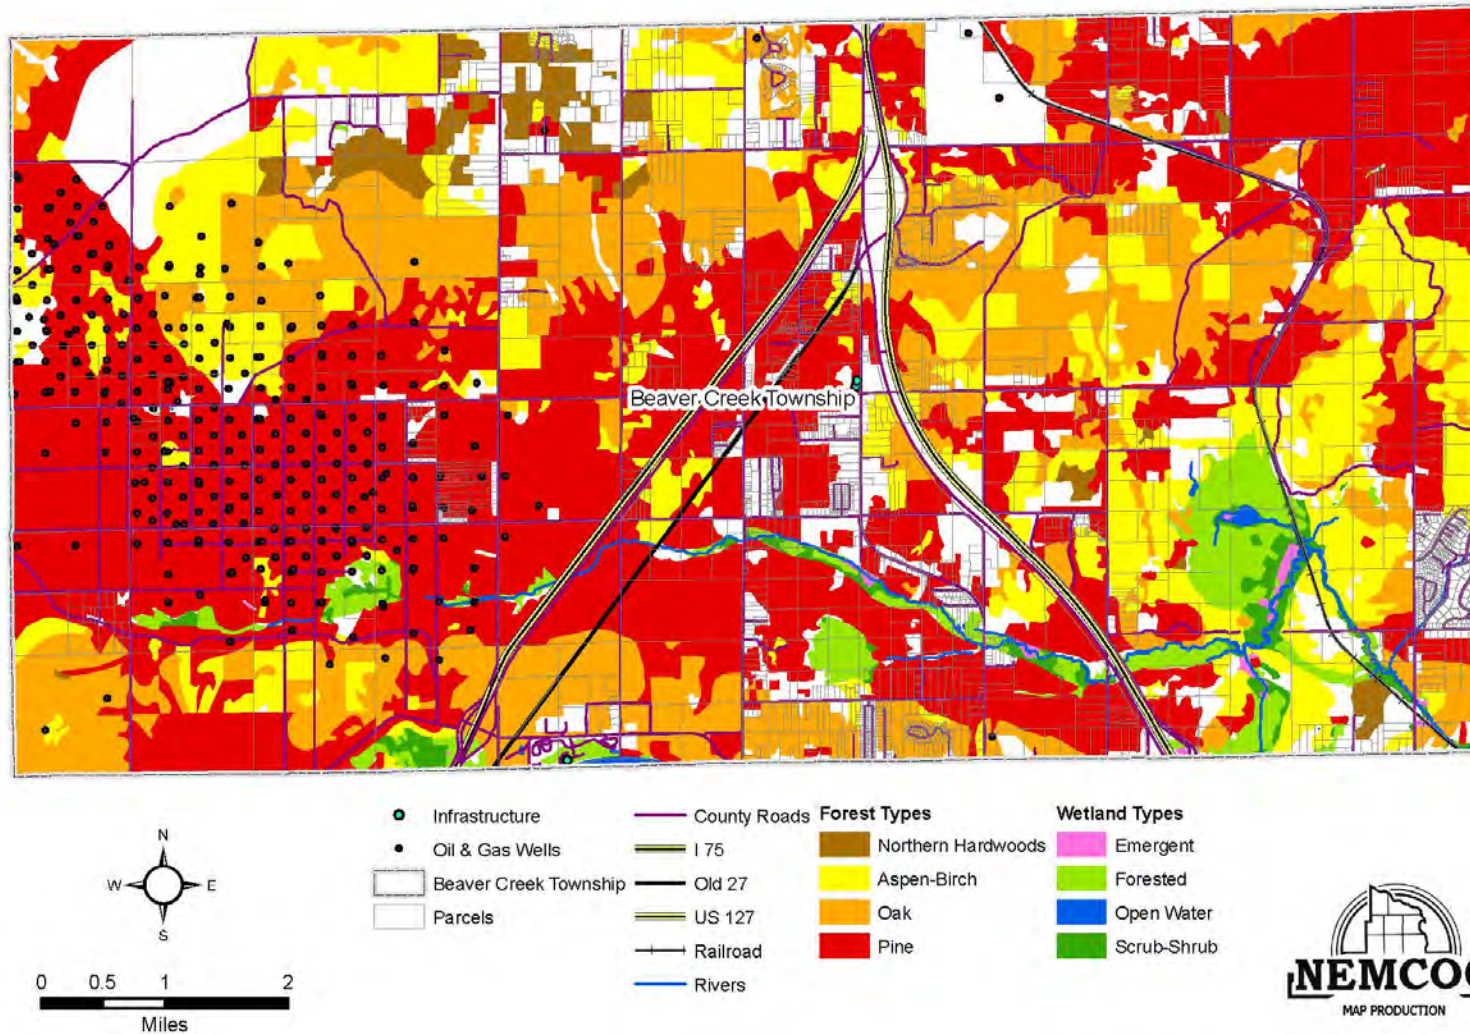 Beaver Creek Township
N
W E
S
0 0.5 1 2
Miles
Infrastructure
Oil & Gas Wells
Beaver Creek Township
Parcels
County Roads
I 75
Old 27
US 127
Railroad
Rivers
Forest Types
Northern Hardwoods
Aspen-Birch
Oak
Pine
Wetland Types
Emergent
Forested
Open Water
Scrub-Shrub
NEMCO
MAP PRODUCTION